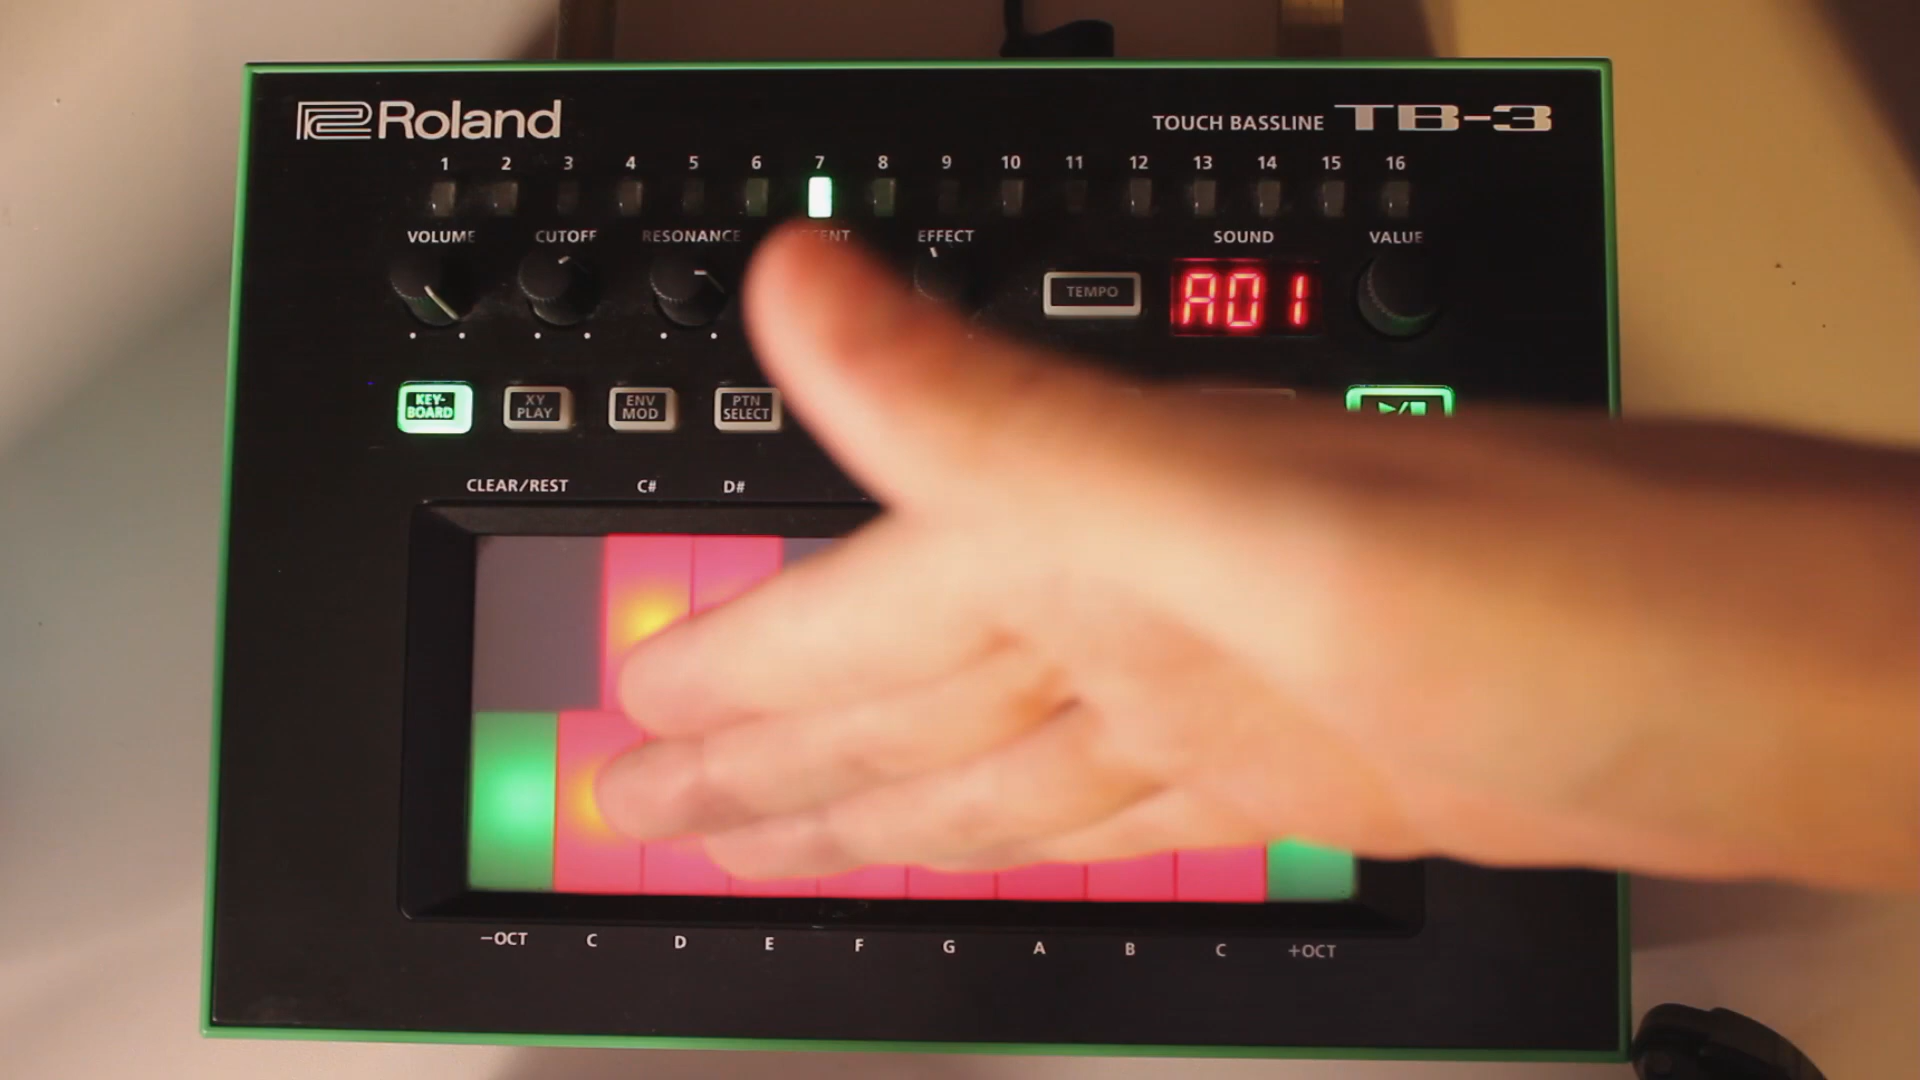 Roland
TOUCH BASSLINE TB-3
1 2 3 4 5 6 7 8 9 10 11 12 13 14 15 16
VOLUME CUTOFF RESONANCE EFFECT SOUND VALUE
TEMPO A01
KEY-
BOARD
XY
PLAY
ENV
MOD
PTN
SELECT
CLEAR/REST C# D#
−OCT C D E F G A B C +OCT